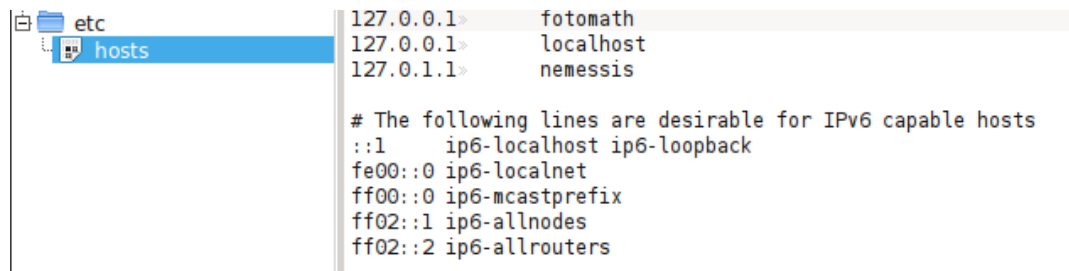 etc
hosts
127.0.0.1» fotomath
127.0.0.1» localhost
127.0.1.1» nemessis
# The following lines are desirable for IPv6 capable hosts
::1 ip6-localhost ip6-loopback
fe00::0 ip6-localnet
ff00::0 ip6-mcastprefix
ff02::1 ip6-allnodes
ff02::2 ip6-allrouters